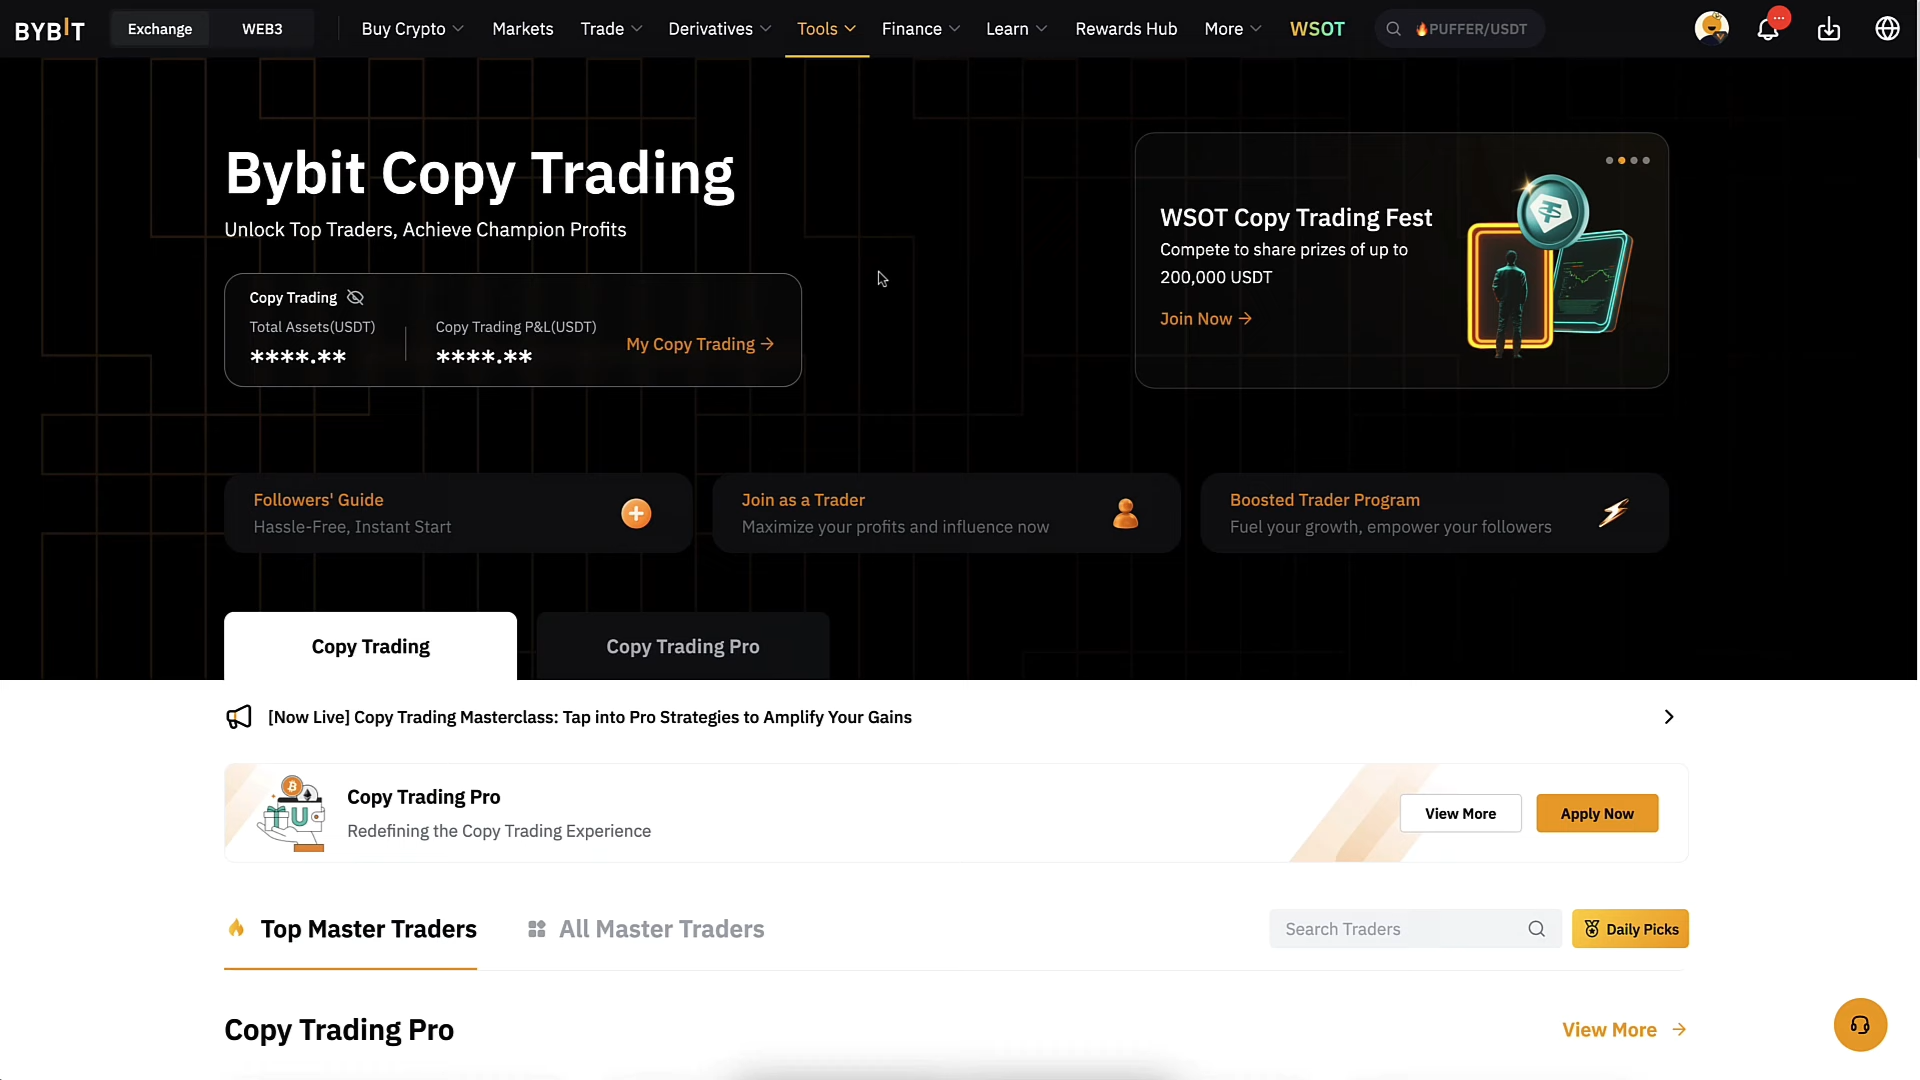 BYBIT
Exchange
WEB3
Buy Crypto
Markets
Trade
Derivatives
Tools
Finance
Learn
Rewards Hub
More
WSOT
PUFFER/USDT
Bybit Copy Trading
Unlock Top Traders, Achieve Champion Profits
Copy Trading
Total Assets(USDT)
****.**
Copy Trading P&L(USDT)
****.**
My Copy Trading
WSOT Copy Trading Fest
Compete to share prizes of up to
200,000 USDT
Join Now
Followers' Guide
Hassle-Free, Instant Start
Join as a Trader
Maximize your profits and influence now
Boosted Trader Program
Fuel your growth, empower your followers
Copy Trading
Copy Trading Pro
[Now Live] Copy Trading Masterclass: Tap into Pro Strategies to Amplify Your Gains
U
Copy Trading Pro
Redefining the Copy Trading Experience
View More
Apply Now
Top Master Traders
All Master Traders
Search Traders
Daily Picks
Copy Trading Pro
View More